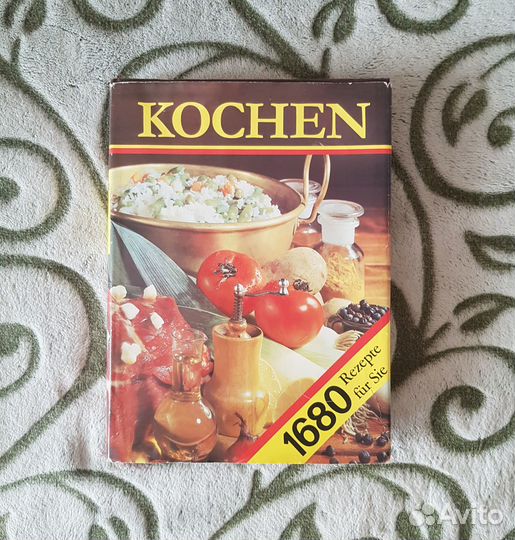 KOCHEN
1680 Rezepte
für Sie
Avito